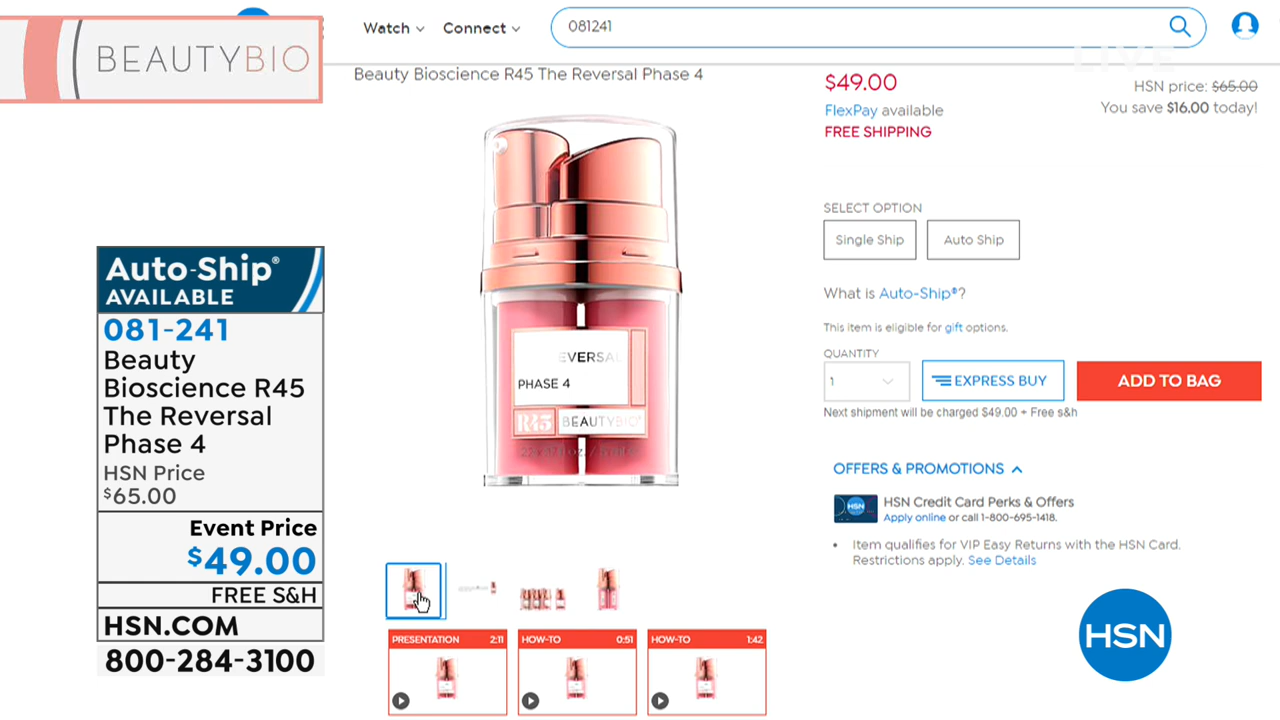 BEAUTYBIO
Watch
Connect
081241
LIVE
Beauty Bioscience R45 The Reversal Phase 4
$49.00
HSN price: $65.00
FlexPay available
You save $16.00 today!
FREE SHIPPING
SELECT OPTION
Single Ship
Auto Ship
What is Auto-Ship®?
This item is eligible for gift options.
QUANTITY
1
EXPRESS BUY
ADD TO BAG
Next shipment will be charged $49.00 + Free s&h
OFFERS & PROMOTIONS
HSN
HSN Credit Card Perks & Offers
Apply online or call 1-800-695-1418.
• Item qualifies for VIP Easy Returns with the HSN Card.
Restrictions apply. See Details
EVERSAL
PHASE 4
R45 BEAUTYBIO
Auto-Ship®
AVAILABLE
081-241
Beauty
Bioscience R45
The Reversal
Phase 4
HSN Price
$65.00
Event Price
$49.00
FREE S&H
HSN.COM
800-284-3100
PRESENTATION 2:11
HOW-TO 0:51
HOW-TO 1:42
HSN